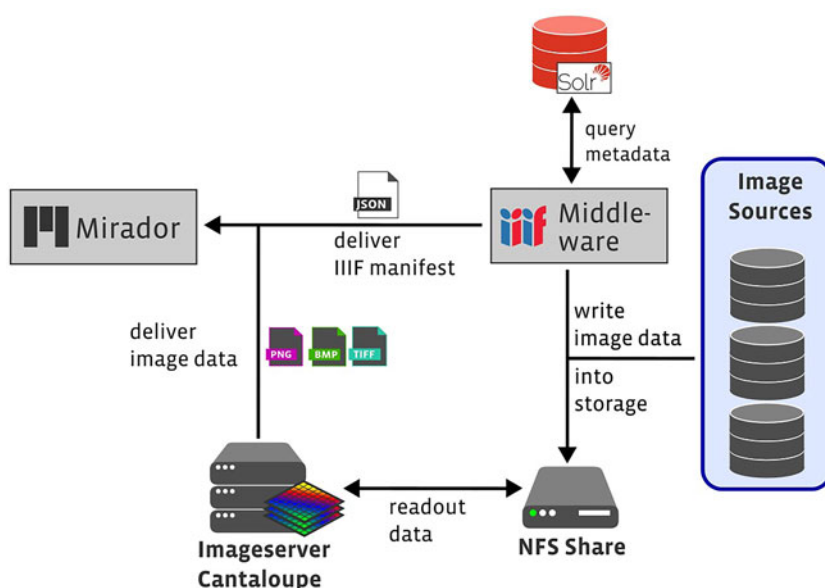 Solr
query
metadata
Image
Sources
Mirador
JSON
deliver
IIIF manifest
iiif
Middle-
ware
deliver
image data
PNG
BMP
TIFF
write
image data
into
storage
readout
data
Imageserver
Cantaloupe
NFS Share